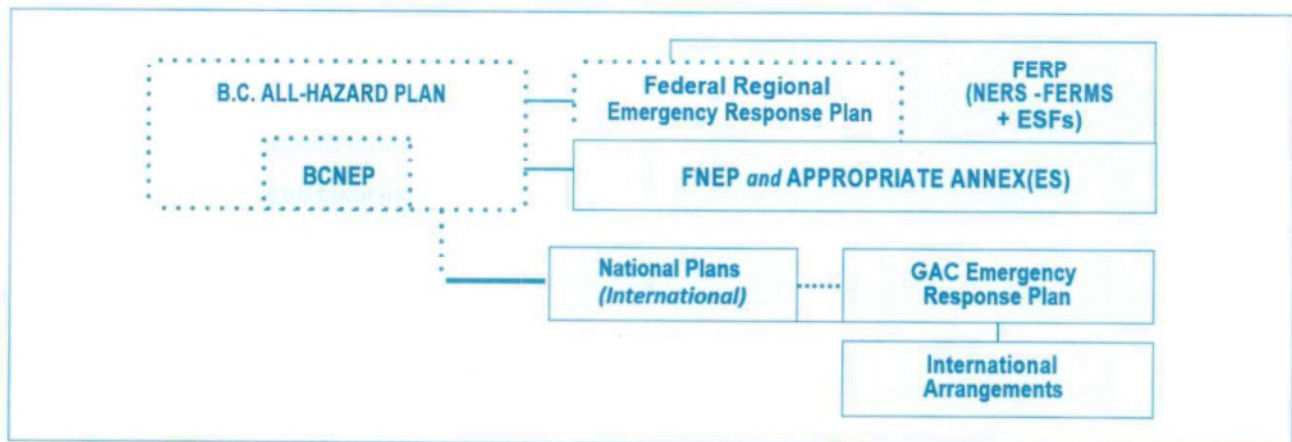 B.C. ALL-HAZARD PLAN
BCNEP
Federal Regional
Emergency Response Plan
FERP
(NERS -FERMS
+ ESFs)
FNEP and APPROPRIATE ANNEX(ES)
National Plans
(International)
GAC Emergency
Response Plan
International
Arrangements